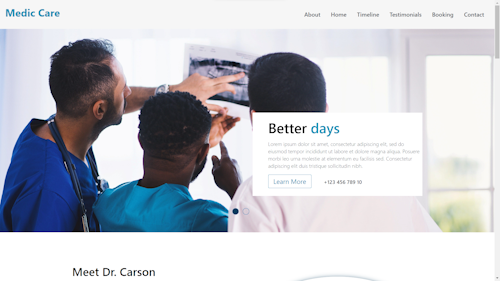 Medic Care
About Home Timeline Testimonials Booking Contact
Better days
Lorem ipsum dolor sit amet, consectetur adipiscing elit, sed do
eiusmod tempor incididunt ut labore et dolore magna aliqua. Posuere
morbi leo urna molestie at elementum eu facilisis sed. Consectetur
adipiscing elit duis tristique sollicitudin nibh.
Learn More +123 456 789 10
Meet Dr. Carson